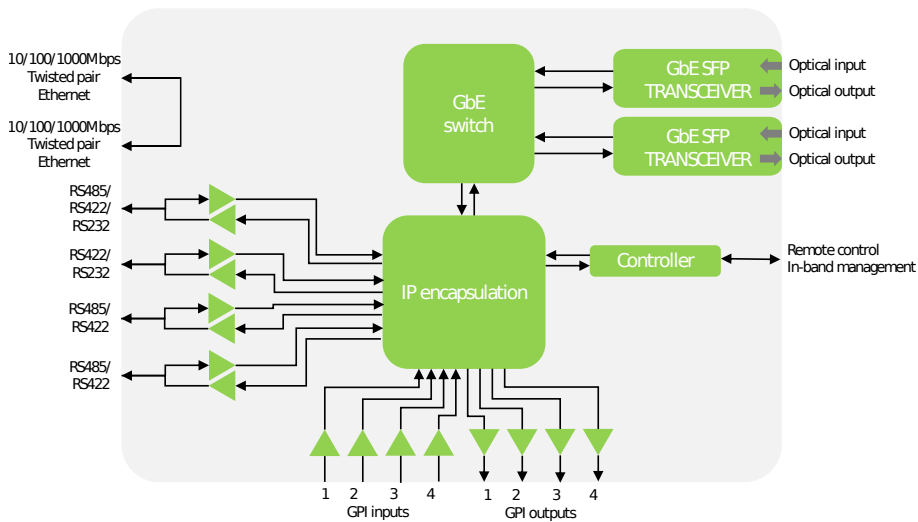 10/100/1000Mbps
Twisted pair
Ethernet
10/100/1000Mbps
Twisted pair
Ethernet
RS485/
RS422/
RS232
RS422/
RS232
RS485/
RS422
RS485/
RS422
GbE
switch
GbE SFP
TRANSCEIVER
Optical input
Optical output
GbE SFP
TRANSCEIVER
Optical input
Optical output
IP encapsulation
Controller
Remote control
In-band management
1 2 3 4 1 2 3 4
GPI inputs GPI outputs